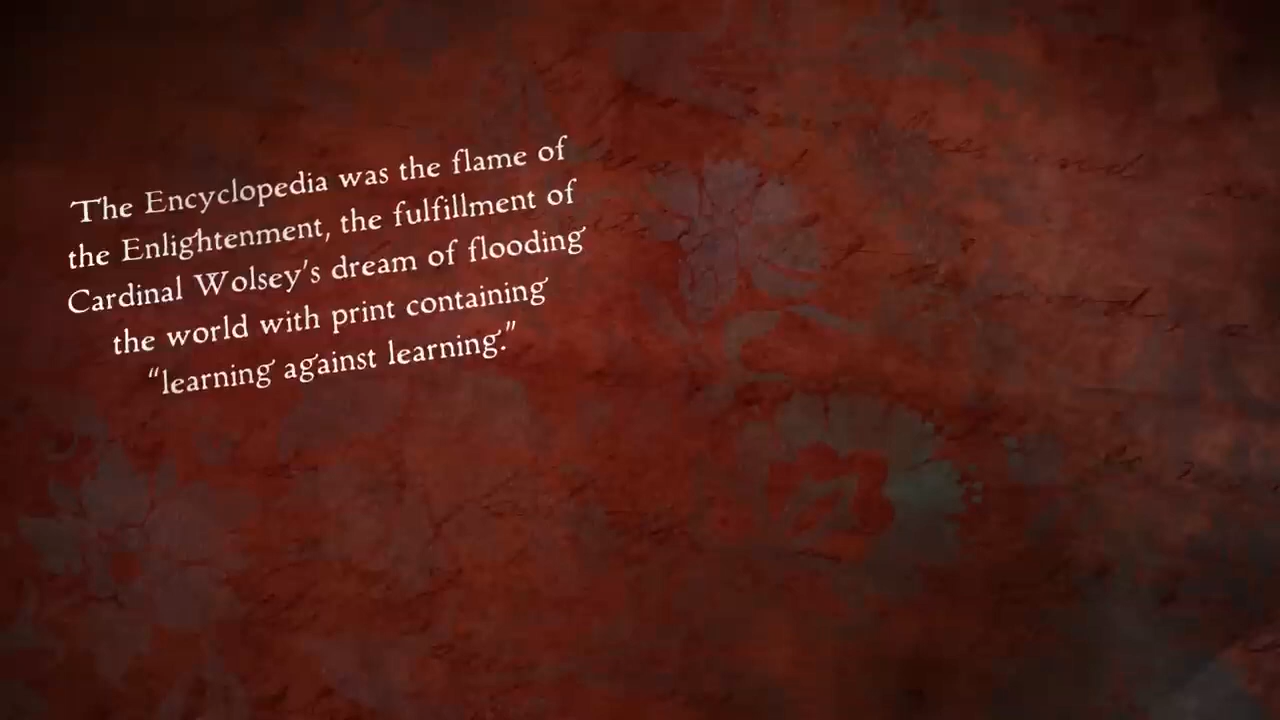 The Encyclopedia was the flame of
the Enlightenment, the fulfillment of
Cardinal Wolsey's dream of flooding
the world with print containing
“learning against learning.”